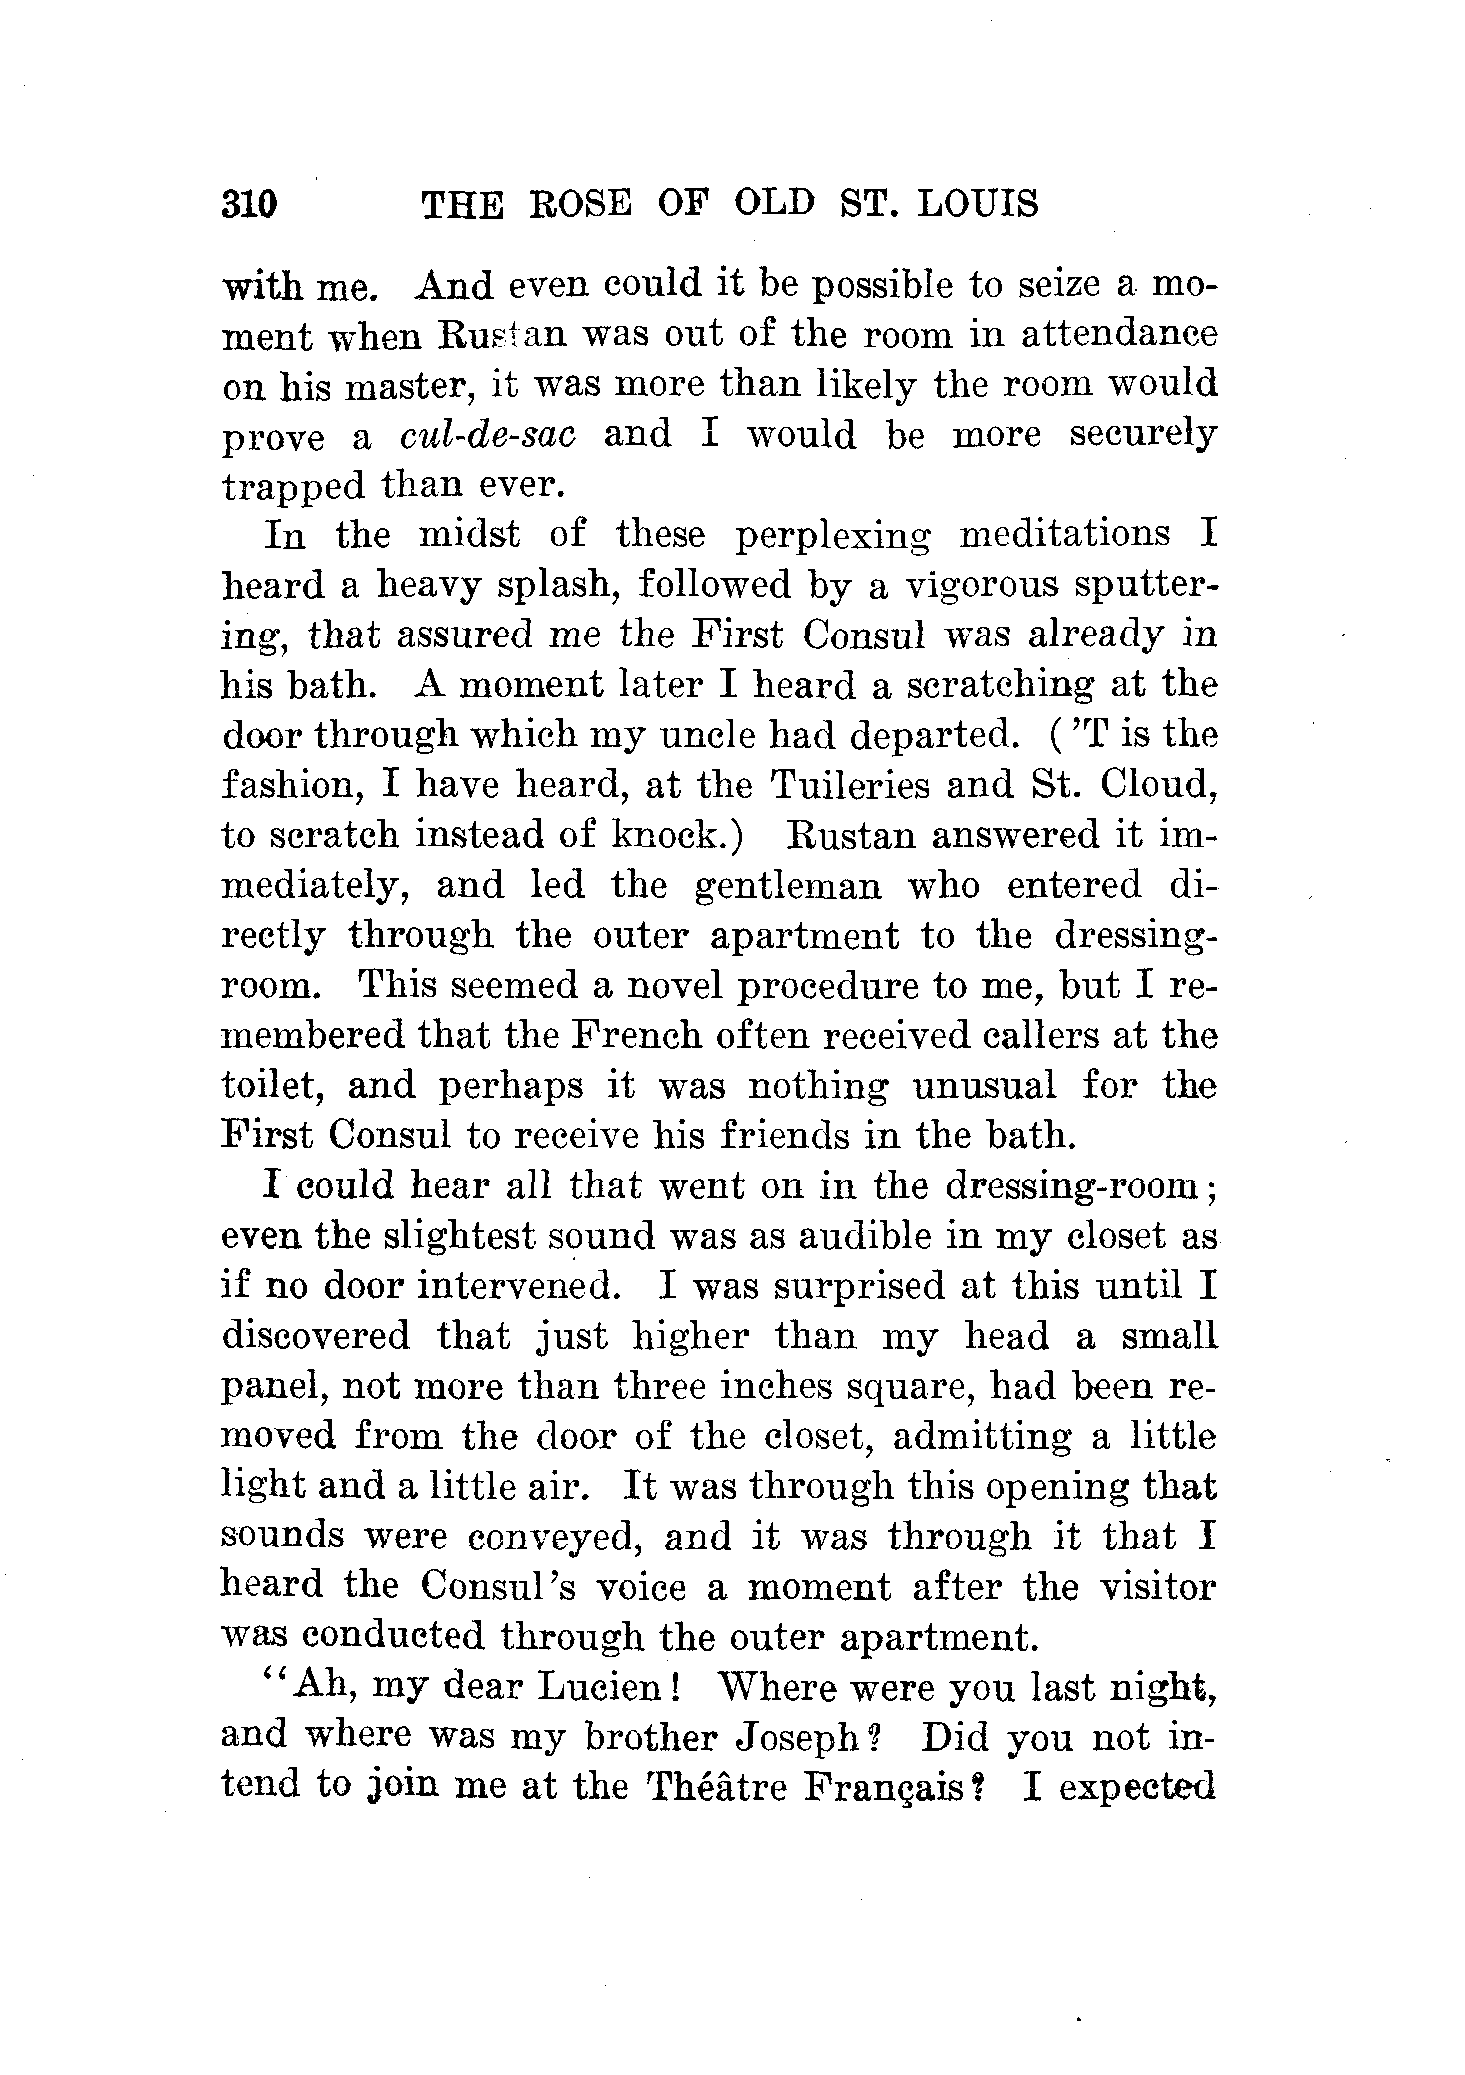 310 THE ROSE OF OLD ST. LOUIS
with me. And even could it be possible to seize a mo-
ment when Rustan was out of the room in attendance
on his master, it was more than likely the room would
prove a cul-de-sac and I would be more securely
trapped than ever.
In the midst of these perplexing meditations I
heard a heavy splash, followed by a vigorous sputter-
ing, that assured me the First Consul was already in
his bath. A moment later I heard a scratching at the
door through which my uncle had departed. ('T is the
fashion, I have heard, at the Tuileries and St. Cloud,
to scratch instead of knock.) Rustan answered it im-
mediately, and led the gentleman who entered di-
rectly through the outer apartment to the dressing-
room. This seemed a novel procedure to me, but I re-
membered that the French often received callers at the
toilet, and perhaps it was nothing unusual for the
First Consul to receive his friends in the bath.
I could hear all that went on in the dressing-room;
even the slightest sound was as audible in my closet as
if no door intervened. I was surprised at this until I
discovered that just higher than my head a small
panel, not more than three inches square, had been re-
moved from the door of the closet, admitting a little
light and a little air. It was through this opening that
sounds were conveyed, and it was through it that I
heard the Consul's voice a moment after the visitor
was conducted through the outer apartment.
"Ah, my dear Lucien! Where were you last night,
and where was my brother Joseph? Did you not in-
tend to join me at the Théâtre Français? I expected